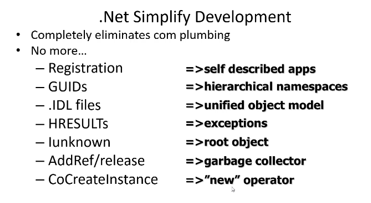 .Net Simplify Development
• Completely eliminates com plumbing
• No more...
– Registration =>self described apps
– GUIDs =>hierarchical namespaces
– .IDL files =>unified object model
– HRESULTs =>exceptions
– Iunknown =>root object
– AddRef/release =>garbage collector
– CoCreateInstance =>”new” operator